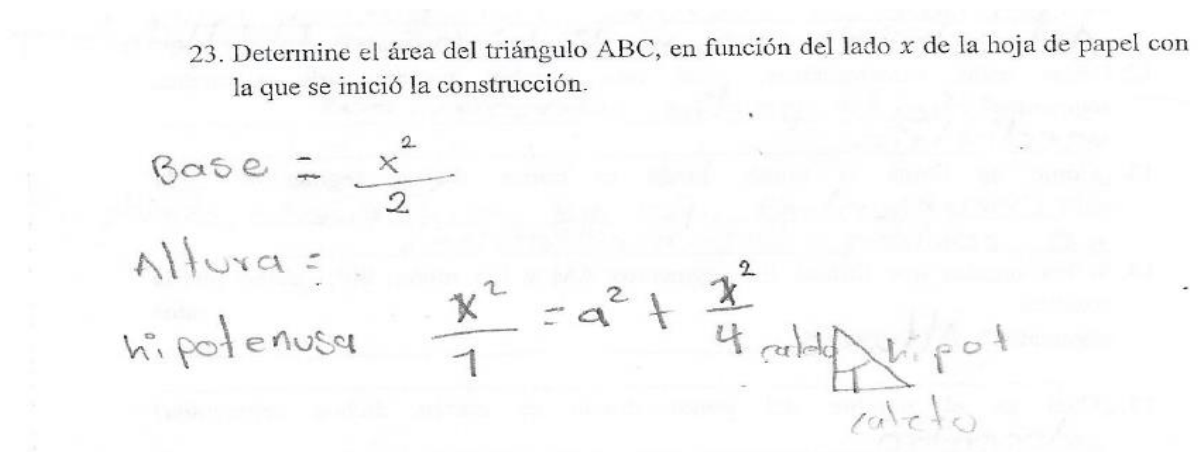 23. Determine el área del triángulo ABC, en función del lado x de la hoja de papel con
la que se inició la construcción.
Base = x²/2
Altura =
hipotenusa x²/1 = a² + x²/4
cateto hipot
cateto